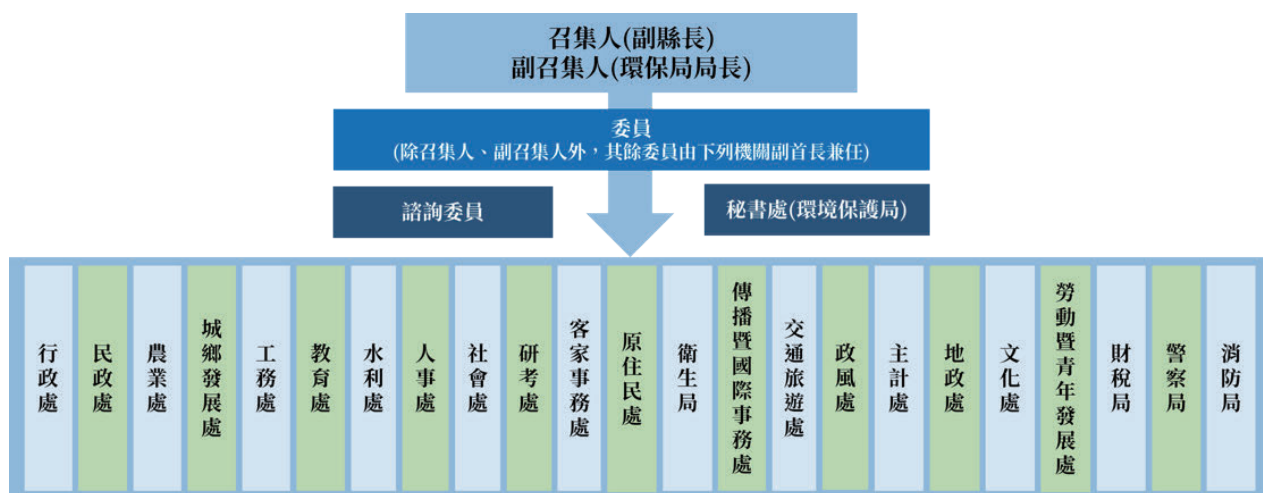 召集人(副縣長)
副召集人(環保局局長)
委員
(除召集人、副召集人外，其餘委員由下列機關副首長兼任)
諮詢委員
秘書處(環境保護局)
行政處
民政處
農業處
城鄉發展處
工務處
教育處
水利處
人事處
社會處
研考處
客家事務處
原住民處
衛生局
傳播暨國際事務處
交通旅遊處
政風處
主計處
地政處
文化處
勞動暨青年發展處
財稅局
警察局
消防局